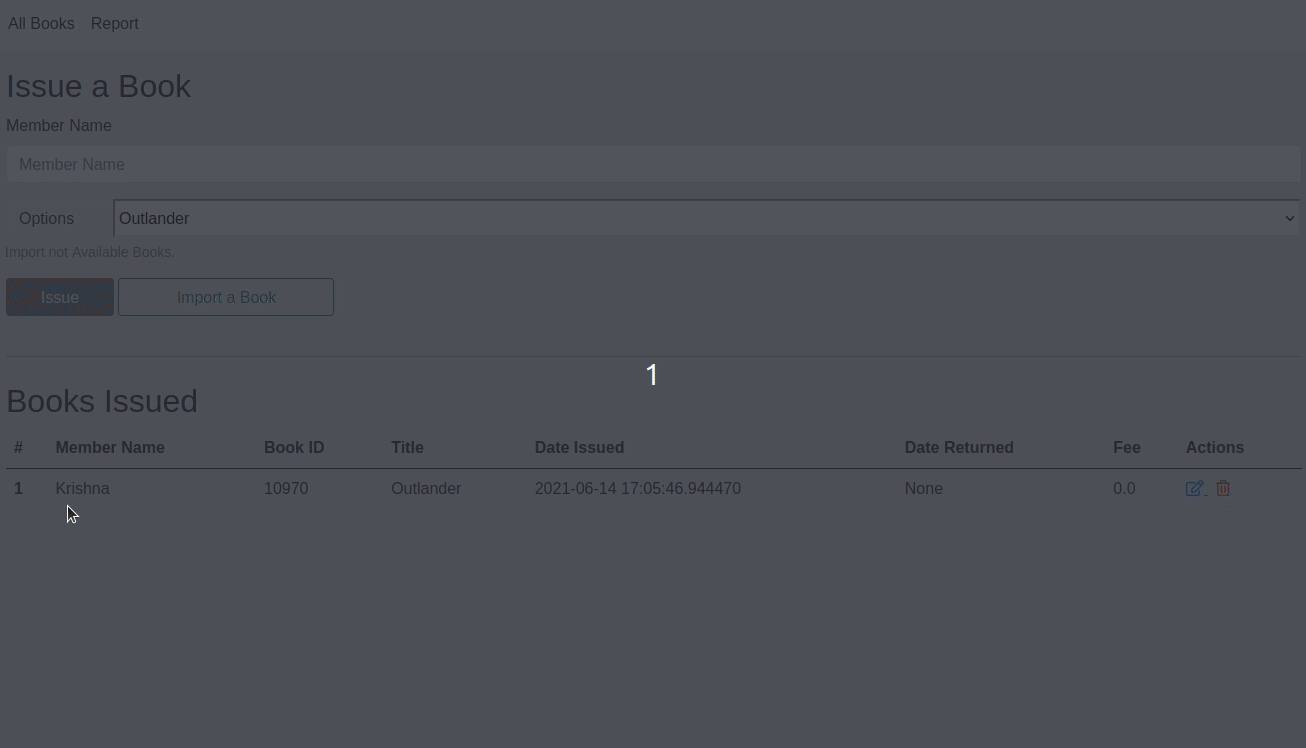 All Books Report
Issue a Book
Member Name
Member Name
Options Outlander
Import not Available Books.
Issue Import a Book
1
Books Issued
# Member Name Book ID Title Date Issued Date Returned Fee Actions
1 Krishna 10970 Outlander 2021-06-14 17:05:46.944470 None 0.0